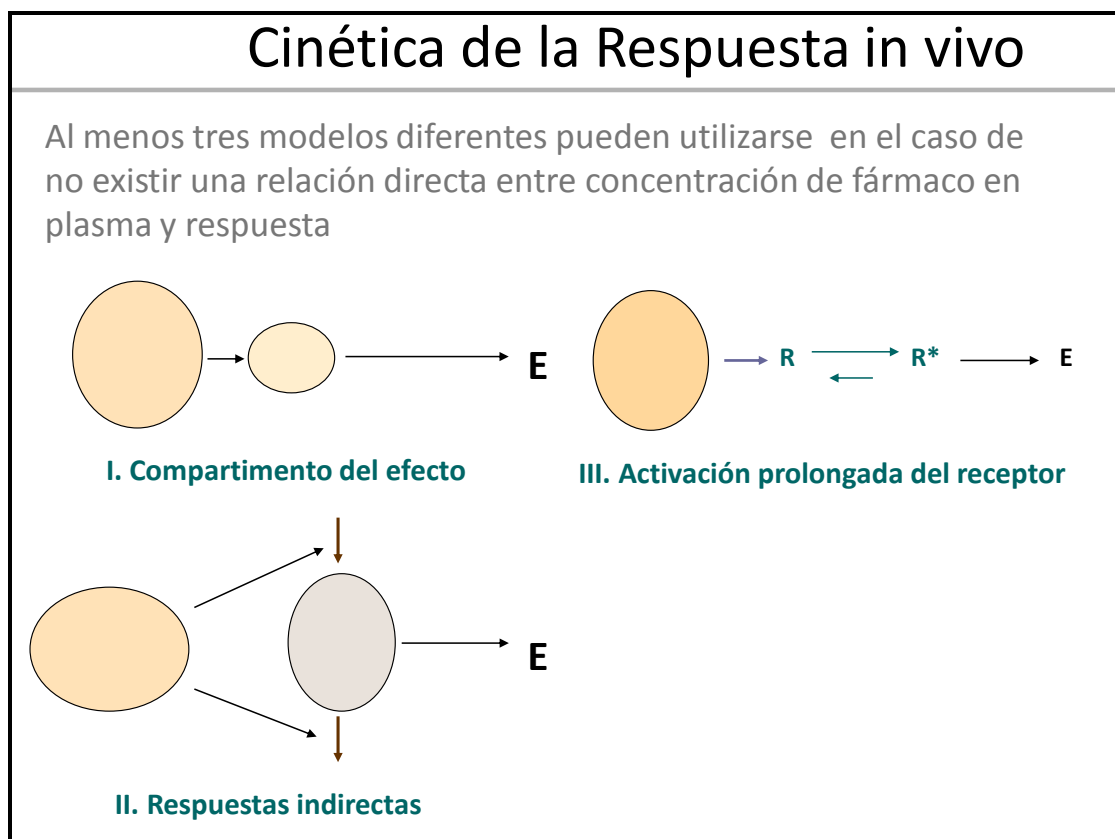 Cinética de la Respuesta in vivo
Al menos tres modelos diferentes pueden utilizarse en el caso de
no existir una relación directa entre concentración de fármaco en
plasma y respuesta
E
I. Compartimento del efecto
R R* E
III. Activación prolongada del receptor
E
II. Respuestas indirectas